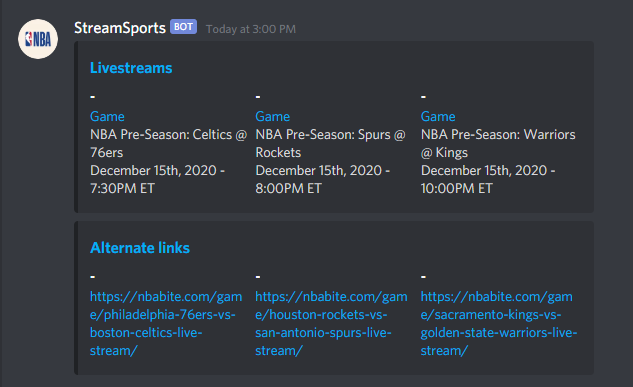 NBA
StreamSports BOT Today at 3:00 PM
Livestreams
- - -
Game Game Game
NBA Pre-Season: Celtics @ NBA Pre-Season: Spurs @ NBA Pre-Season: Warriors
76ers Rockets @ Kings
December 15th, 2020 - December 15th, 2020 - December 15th, 2020 -
7:30PM ET 8:00PM ET 10:00PM ET
Alternate links
- - -
https://nbabite.com/gam https://nbabite.com/gam https://nbabite.com/gam
e/philadelphia-76ers-vs- e/houston-rockets-vs- e/sacramento-kings-vs-
boston-celtics-live- san-antonio-spurs-live- golden-state-warriors-live-
stream/ stream/ stream/